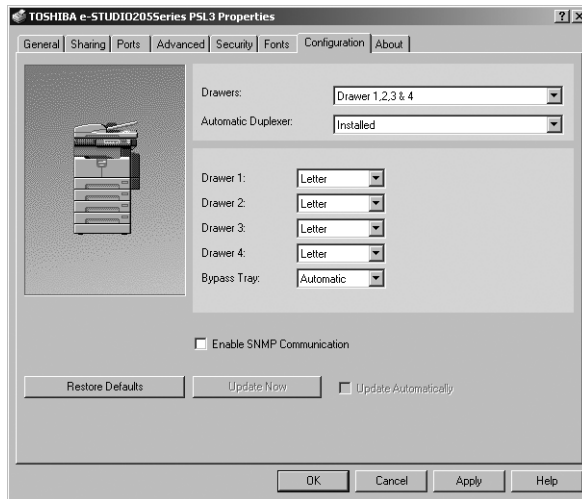 TOSHIBA e-STUDIO205Series PSL3 Properties
General Sharing Ports Advanced Security Fonts Configuration About
Drawers: Drawer 1,2,3 & 4
Automatic Duplexer: Installed
Drawer 1: Letter
Drawer 2: Letter
Drawer 3: Letter
Drawer 4: Letter
Bypass Tray: Automatic
Enable SNMP Communication
Restore Defaults Update Now Update Automatically
OK Cancel Apply Help